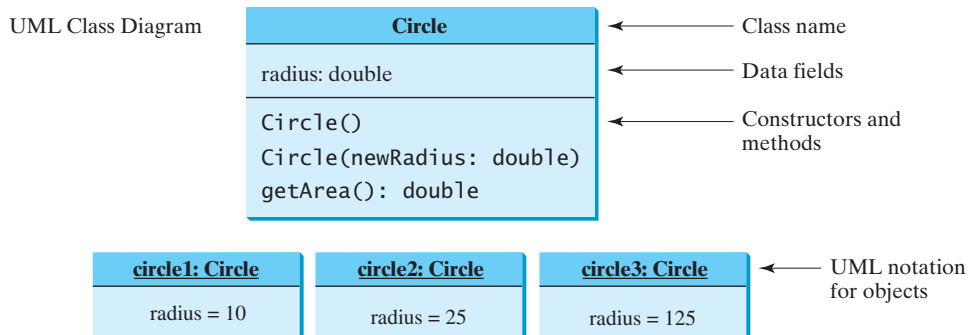 UML Class Diagram
Circle
Class name
radius: double
Data fields
Circle()
Constructors and
methods
Circle(newRadius: double)
getArea(): double
circle1: Circle
circle2: Circle
circle3: Circle
UML notation
for objects
radius = 10
radius = 25
radius = 125